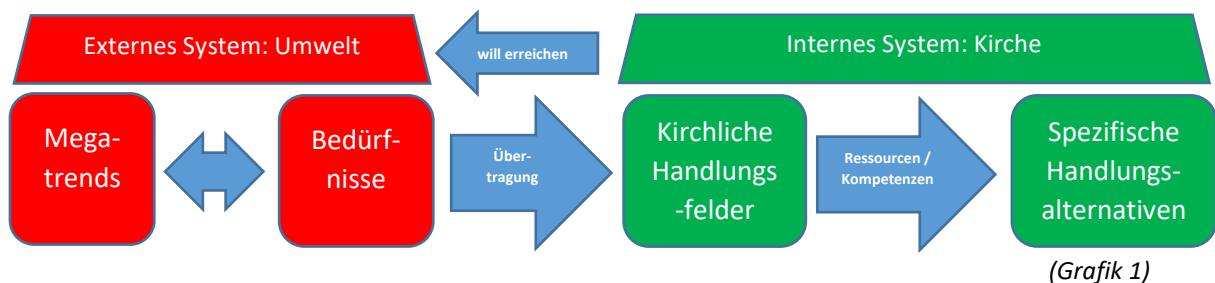 Externes System: Umwelt
will erreichen
Internes System: Kirche
Mega-
trends
Bedürf-
nisse
Über-
tragung
Kirchliche
Handlungs
-felder
Ressourcen /
Kompetenzen
Spezifische
Handlungs-
alternativen
(Grafik 1)